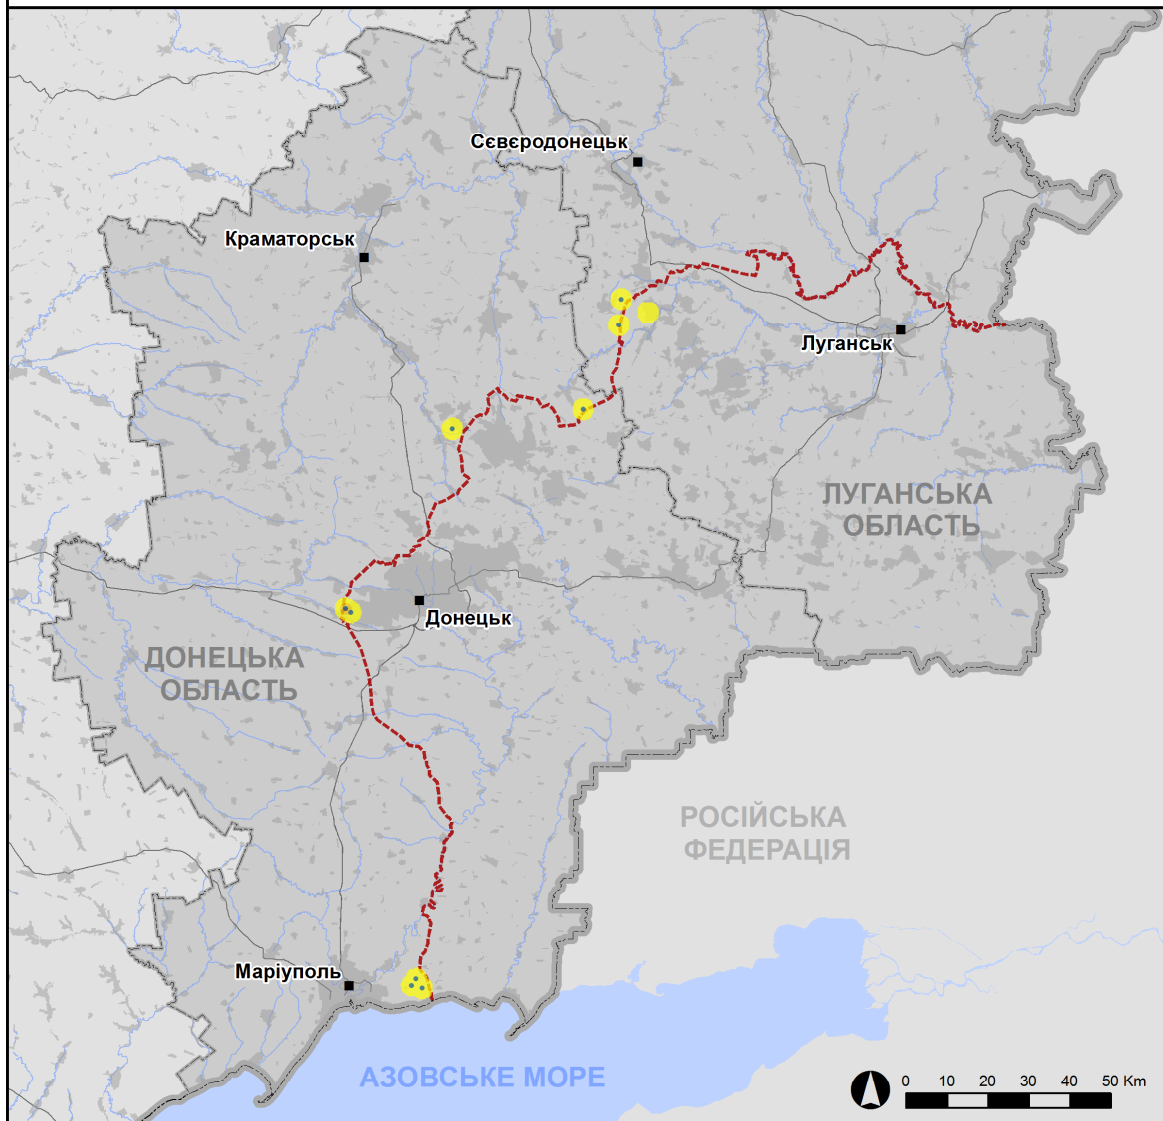 Сєвєродонецьк
Краматорськ
Луганськ
ЛУГАНСЬКА
ОБЛАСТЬ
Донецьк
ДОНЕЦЬКА
ОБЛАСТЬ
РОСІЙСЬКА
ФЕДЕРАЦІЯ
Маріуполь
АЗОВСЬКЕ МОРЕ
0 10 20 30 40 50 Km